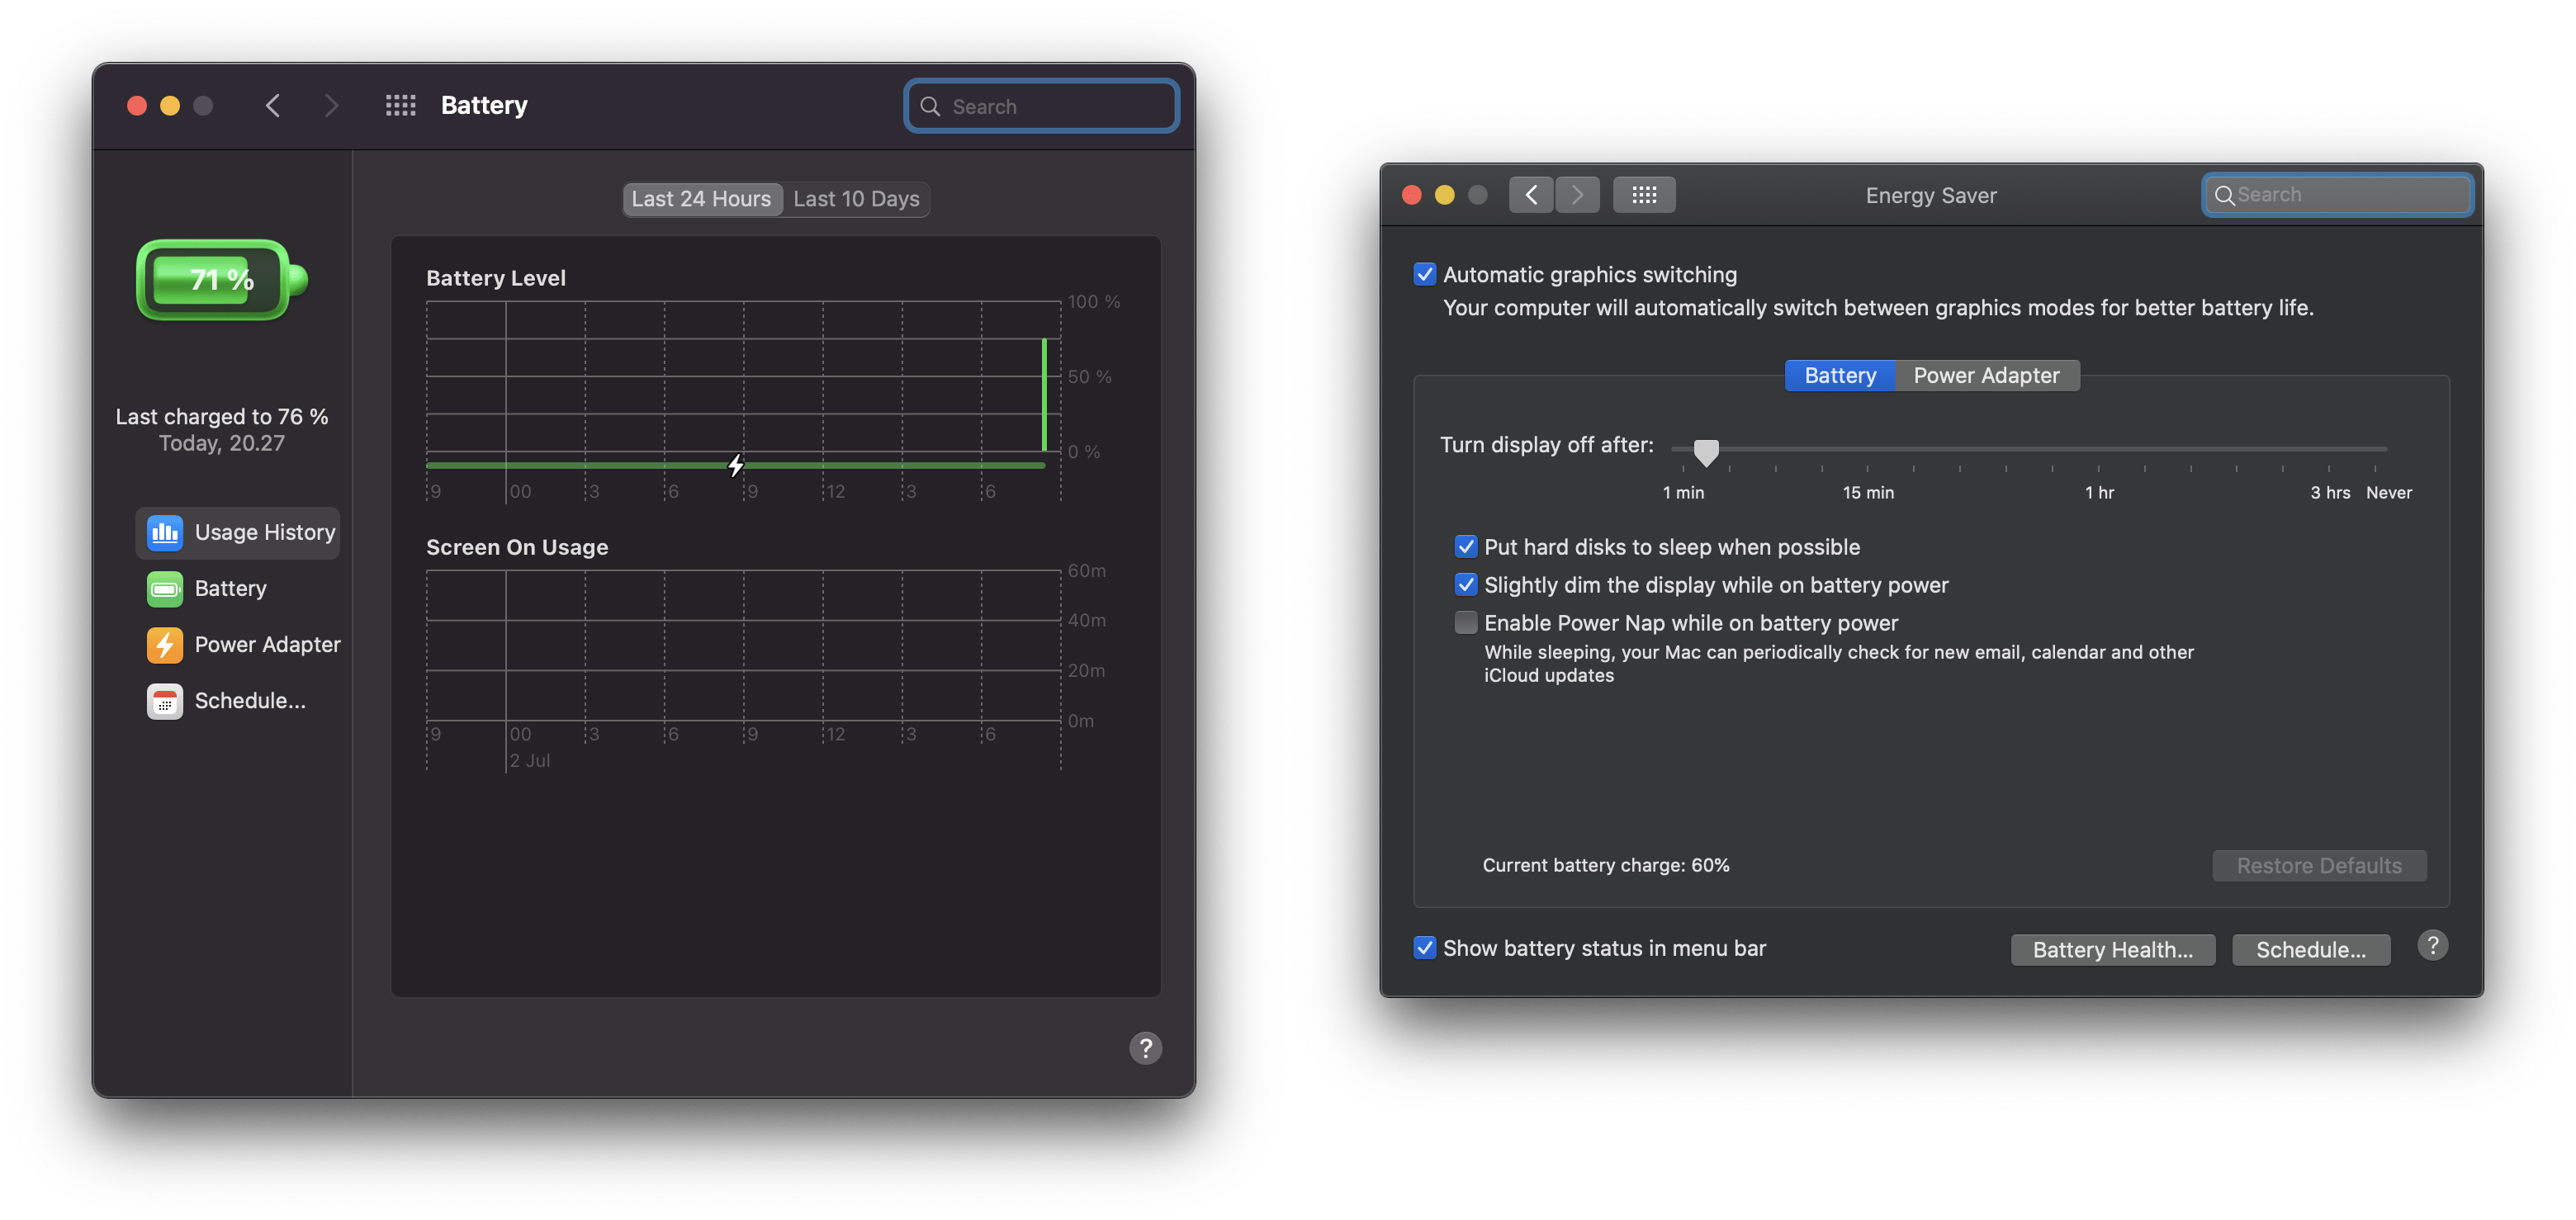 Battery
Search
71 %
Last charged to 76 %
Today, 20.27
Usage History
Battery
Power Adapter
Schedule...
Last 24 Hours
Last 10 Days
Battery Level
100 %
50 %
0 %
9 00 3 6 9 12 3 6
Screen On Usage
60m
40m
20m
0m
9 00 3 6 9 12 3 6
2 Jul
?
Energy Saver
Search
Automatic graphics switching
Your computer will automatically switch between graphics modes for better battery life.
Battery
Power Adapter
Turn display off after:
1 min 15 min 1 hr 3 hrs Never
Put hard disks to sleep when possible
Slightly dim the display while on battery power
Enable Power Nap while on battery power
While sleeping, your Mac can periodically check for new email, calendar and other
iCloud updates
Current battery charge: 60%
Restore Defaults
Show battery status in menu bar
Battery Health...
Schedule...
?